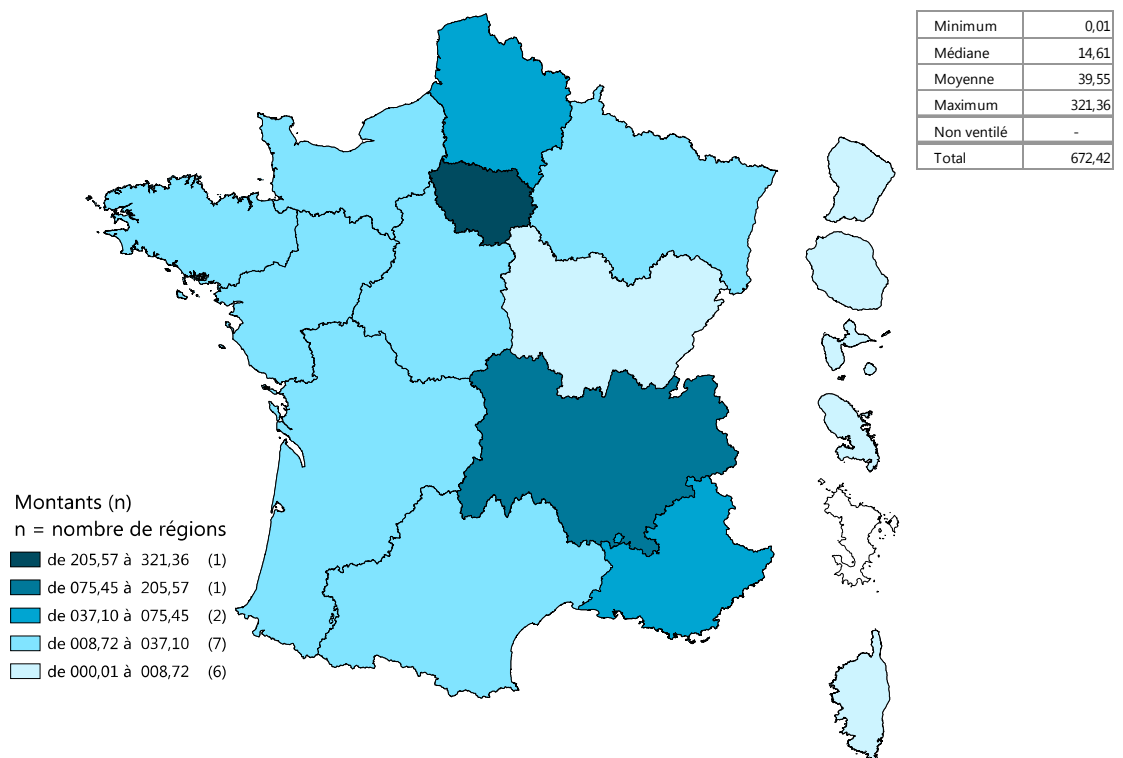 Minimum 0,01
Médiane 14,61
Moyenne 39,55
Maximum 321,36
Non ventilé -
Total 672,42
Montants (n)
n = nombre de régions
de 205,57 à 321,36 (1)
de 075,45 à 205,57 (1)
de 037,10 à 075,45 (2)
de 008,72 à 037,10 (7)
de 000,01 à 008,72 (6)